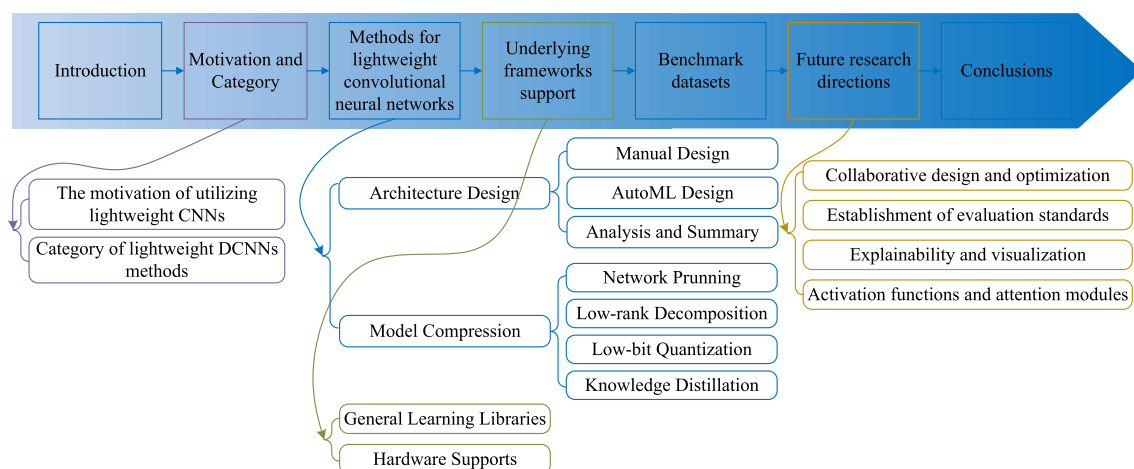 Introduction
Motivation and
Category
Methods for
lightweight
convolutional
neural networks
Underlying
frameworks
support
Benchmark
datasets
Future research
directions
Conclusions
The motivation of utilizing
lightweight CNNs
Category of lightweight DCNNs
methods
Architecture Design
Manual Design
AutoML Design
Analysis and Summary
Model Compression
Network Prunning
Low-rank Decomposition
Low-bit Quantization
Knowledge Distillation
General Learning Libraries
Hardware Supports
Collaborative design and optimization
Establishment of evaluation standards
Explainability and visualization
Activation functions and attention modules